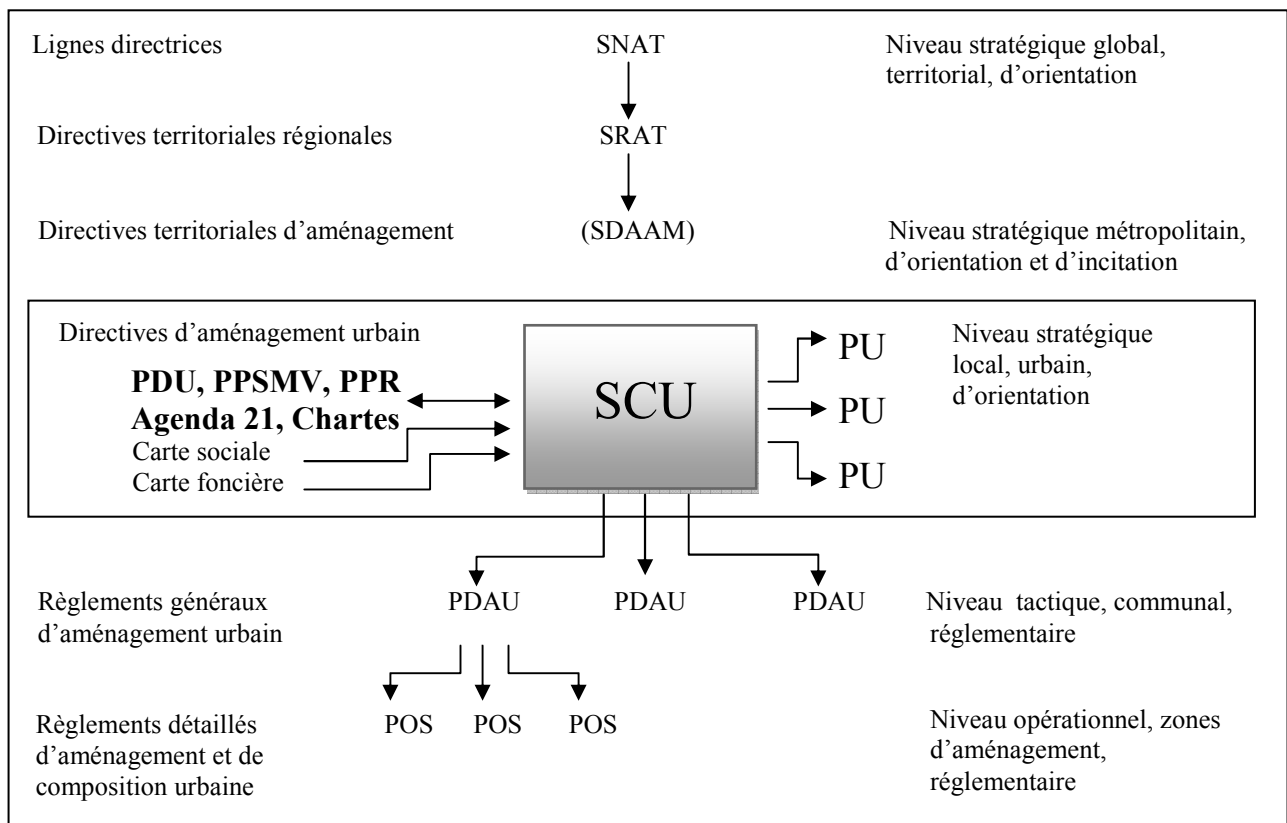 Lignes directrices
SNAT
Niveau stratégique global,
territorial, d’orientation
Directives territoriales régionales
SRAT
Directives territoriales d’aménagement
(SDAAM)
Niveau stratégique métropolitain,
d’orientation et d’incitation
Directives d’aménagement urbain
PDU, PPSMV, PPR
Agenda 21, Chartes
Carte sociale
Carte foncière
SCU
PU
PU
PU
Niveau stratégique
local, urbain,
d’orientation
Règlements généraux
d’aménagement urbain
PDAU
PDAU
PDAU
Niveau tactique, communal,
réglementaire
Règlements détaillés
d’aménagement et de
composition urbaine
POS
POS
POS
Niveau opérationnel, zones
d’aménagement,
réglementaire